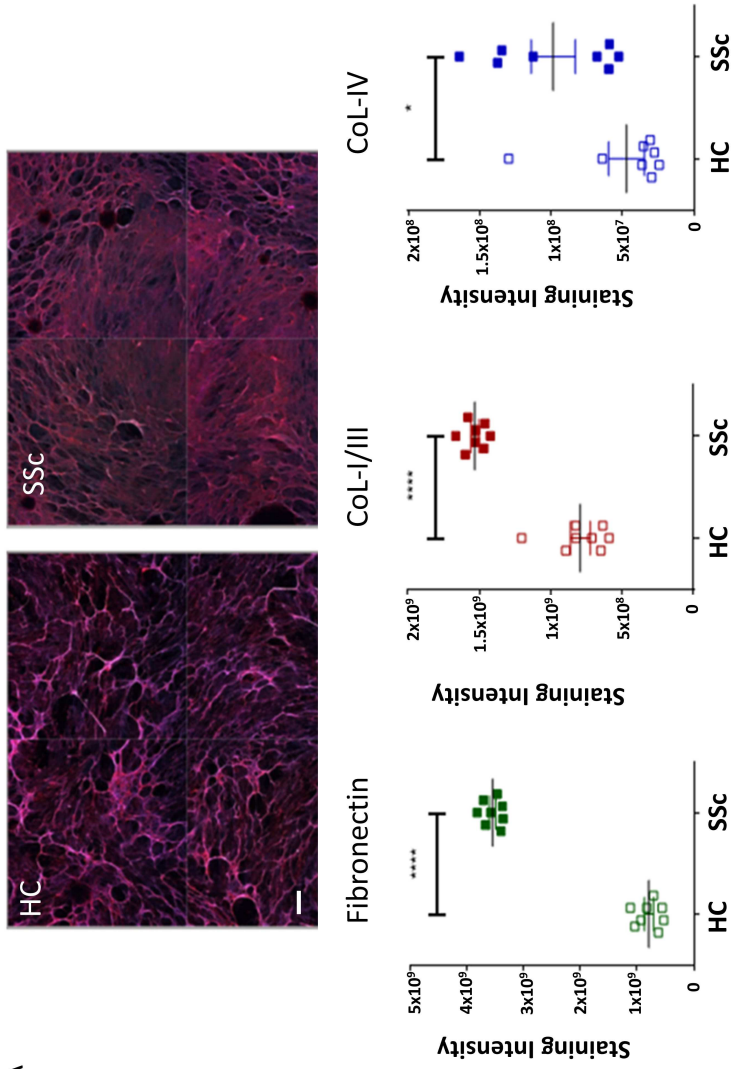 HC
SSc
Fibronectin
Staining Intensity
5x10⁹
4x10⁹
3x10⁹
2x10⁹
1x10⁹
0
****
HC
SSc
CoL-I/III
Staining Intensity
2x10⁹
1.5x10⁹
1x10⁹
5x10⁸
0
****
HC
SSc
CoL-IV
Staining Intensity
2x10⁸
1.5x10⁸
1x10⁸
5x10⁷
0
*
HC
SSc